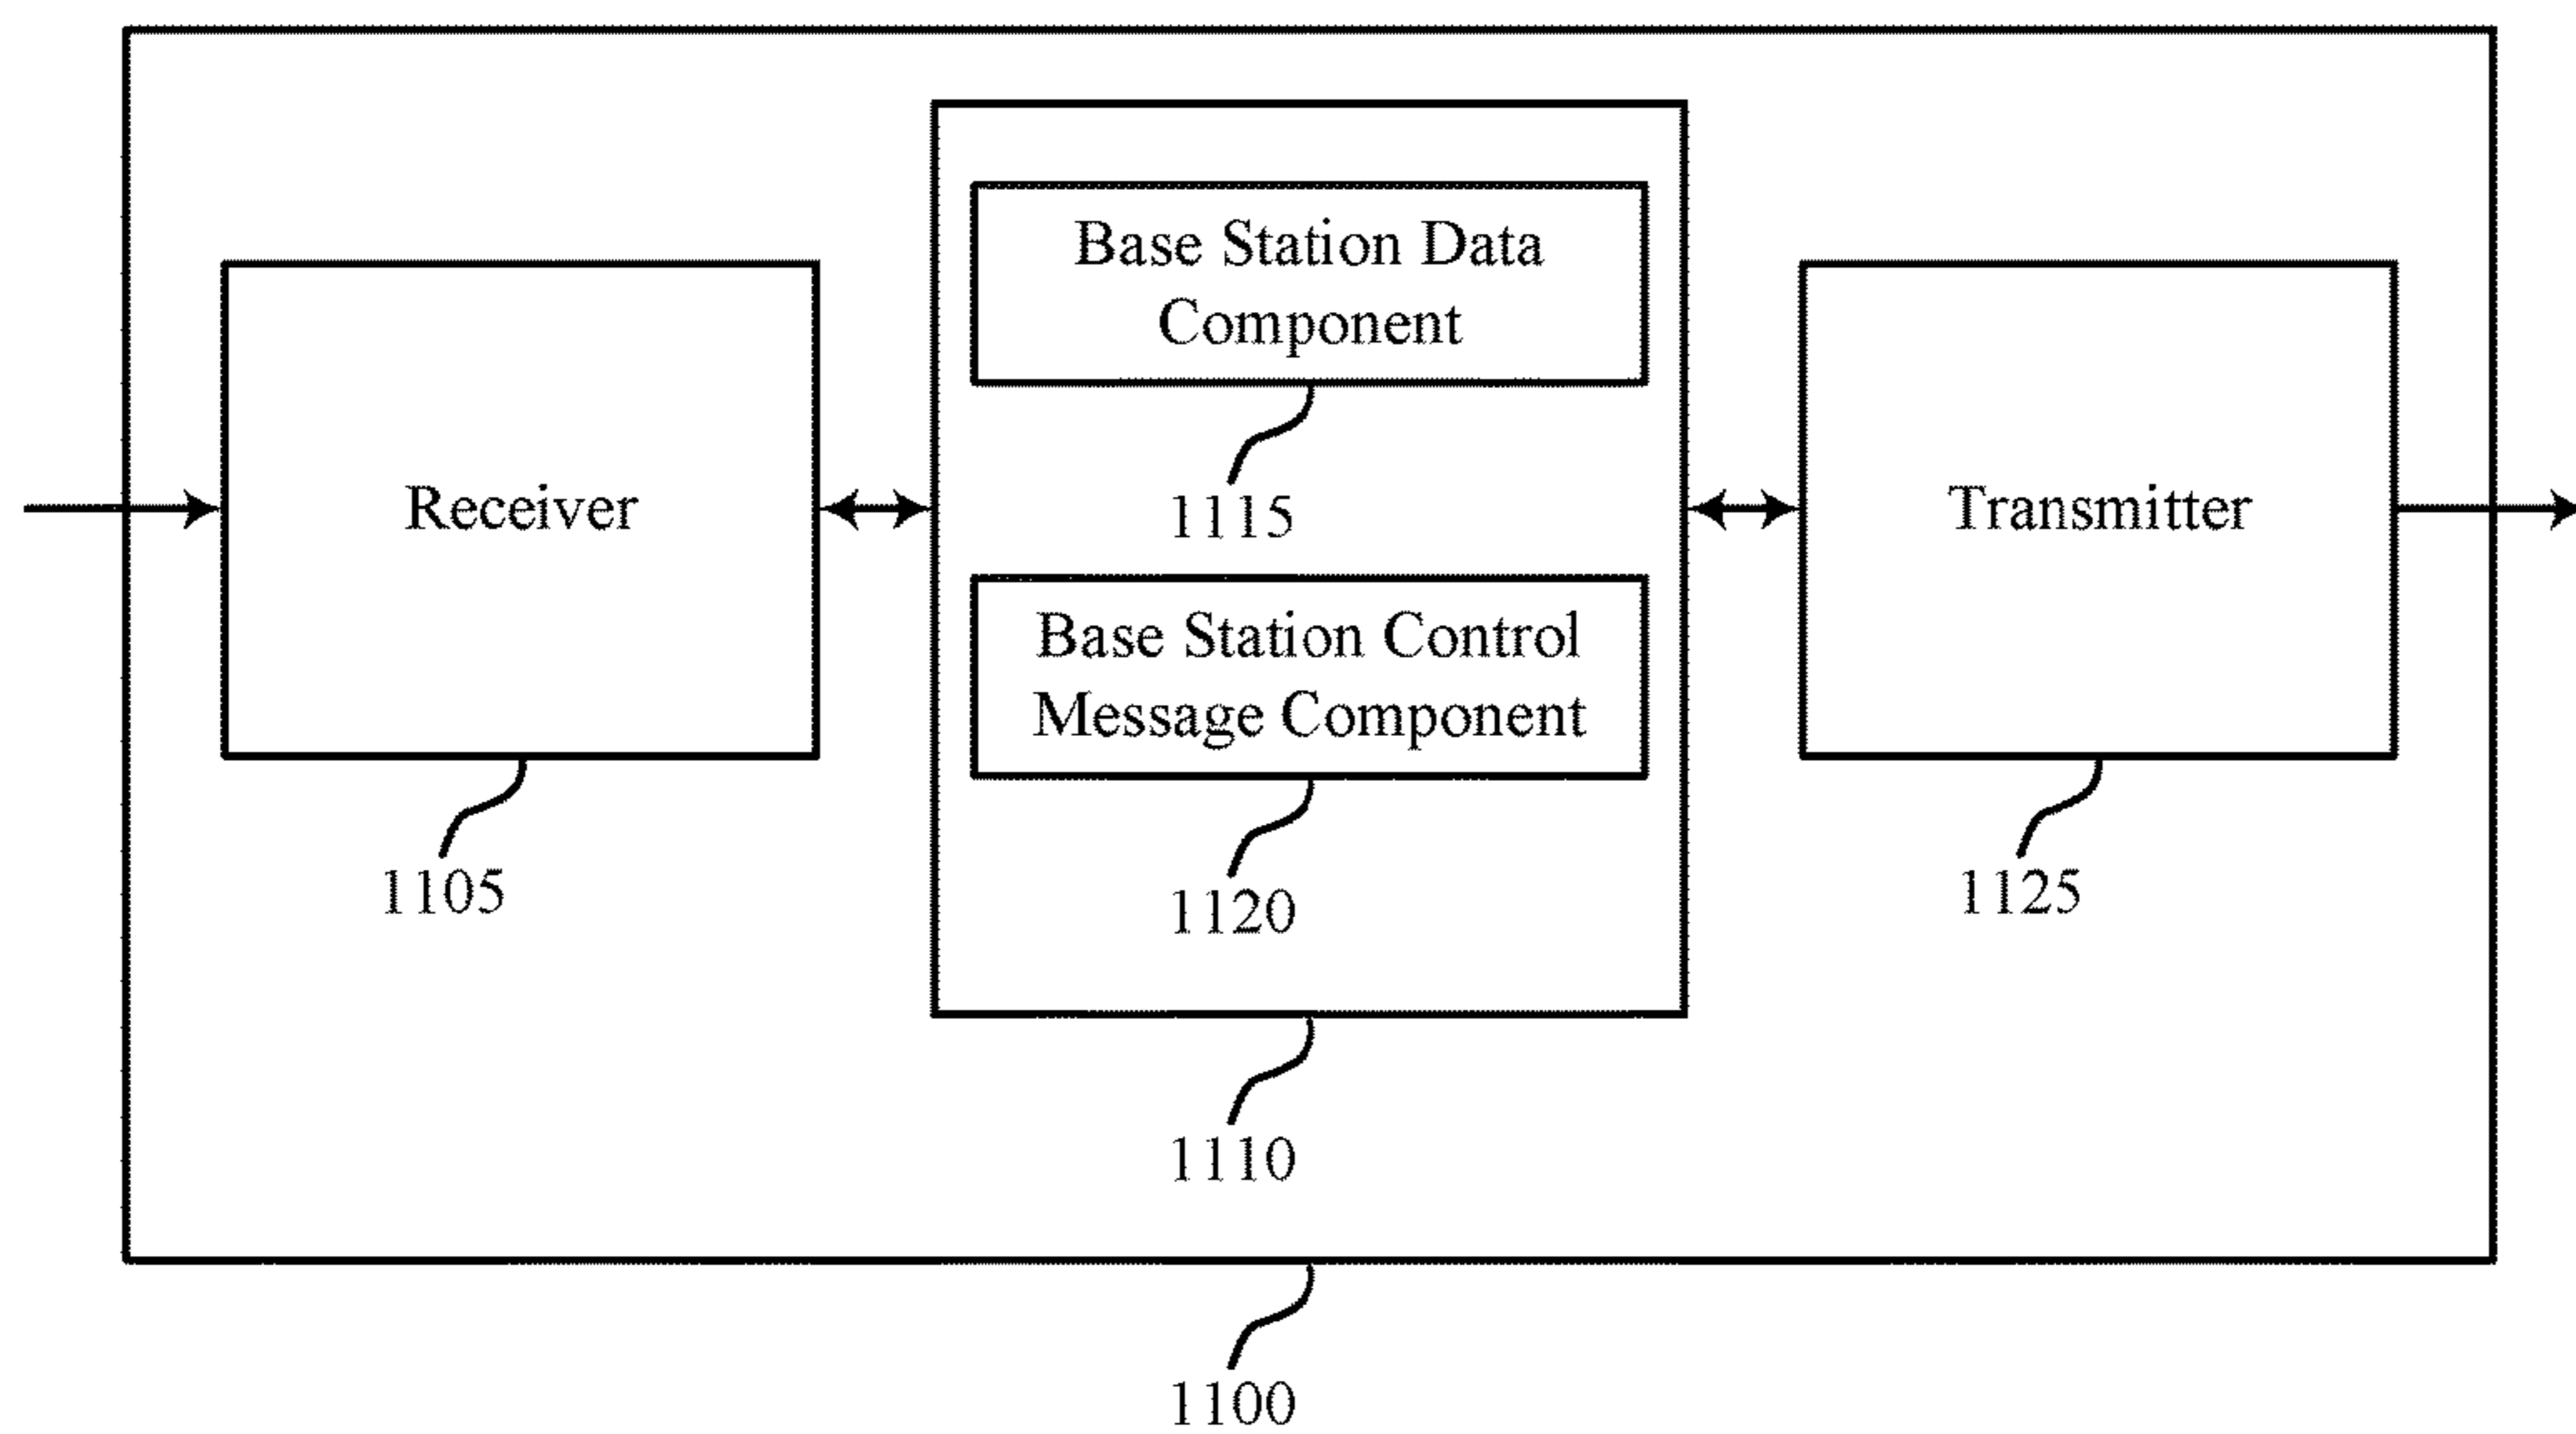 Base Station Data
Component
Receiver
Transmitter
1115
Base Station Control
Message Component
1105
1120
1125
1110
1100